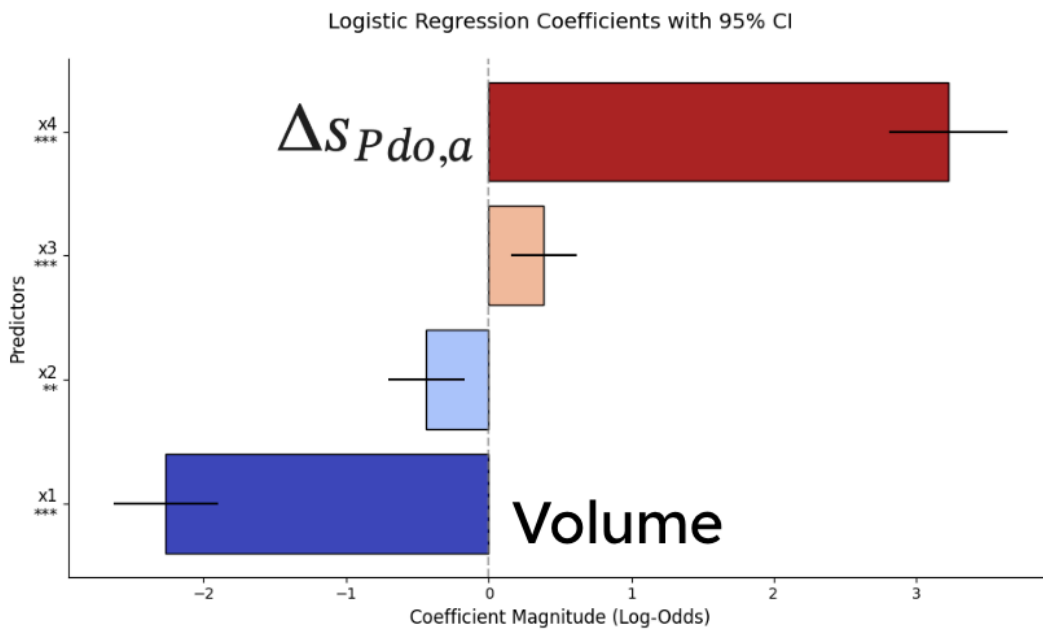 Logistic Regression Coefficients with 95% CI
x4
***
Δs_{Pdo,a}
x3
***
Predictors
x2
**
x1
***
Volume
−2 −1 0 1 2 3
Coefficient Magnitude (Log-Odds)